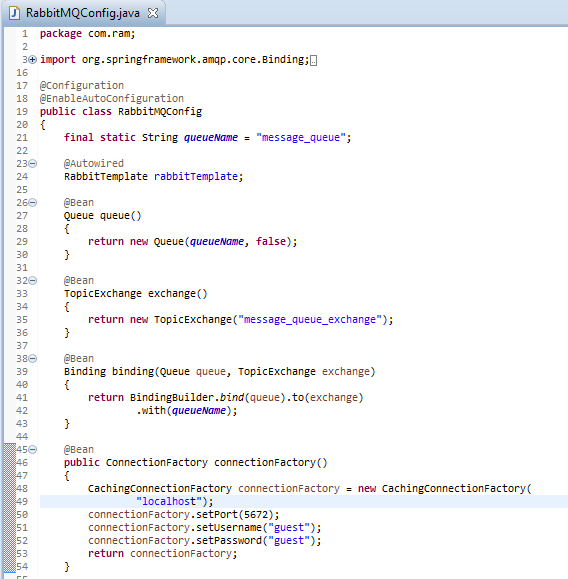 RabbitMQConfig.java
1 package com.ram;
2
3 import org.springframework.amqp.core.Binding;
16
17 @Configuration
18 @EnableAutoConfiguration
19 public class RabbitMQConfig
20 {
21     final static String queueName = "message_queue";
22
23     @Autowired
24     RabbitTemplate rabbitTemplate;
25
26     @Bean
27     Queue queue()
28     {
29         return new Queue(queueName, false);
30     }
31
32     @Bean
33     TopicExchange exchange()
34     {
35         return new TopicExchange("message_queue_exchange");
36     }
37
38     @Bean
39     Binding binding(Queue queue, TopicExchange exchange)
40     {
41         return BindingBuilder.bind(queue).to(exchange)
42                 .with(queueName);
43     }
44
45     @Bean
46     public ConnectionFactory connectionFactory()
47     {
48         CachingConnectionFactory connectionFactory = new CachingConnectionFactory(
49                 "localhost");
50         connectionFactory.setPort(5672);
51         connectionFactory.setUsername("guest");
52         connectionFactory.setPassword("guest");
53         return connectionFactory;
54     }